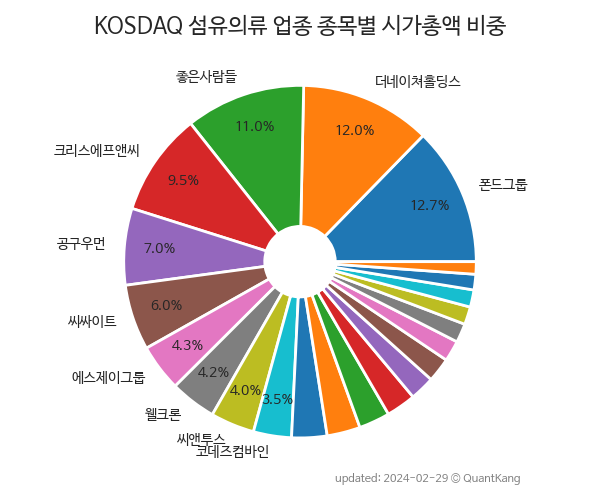 KOSDAQ 섬유의류 업종 종목별 시가총액 비중
폰드그룹
12.7%
더네이쳐홀딩스
12.0%
좋은사람들
11.0%
크리스에프앤씨
9.5%
공구우먼
7.0%
씨싸이트
6.0%
에스제이그룹
4.3%
웰크론
4.2%
씨앤투스
4.0%
코데즈컴바인
3.5%
updated: 2024-02-29 © QuantKang